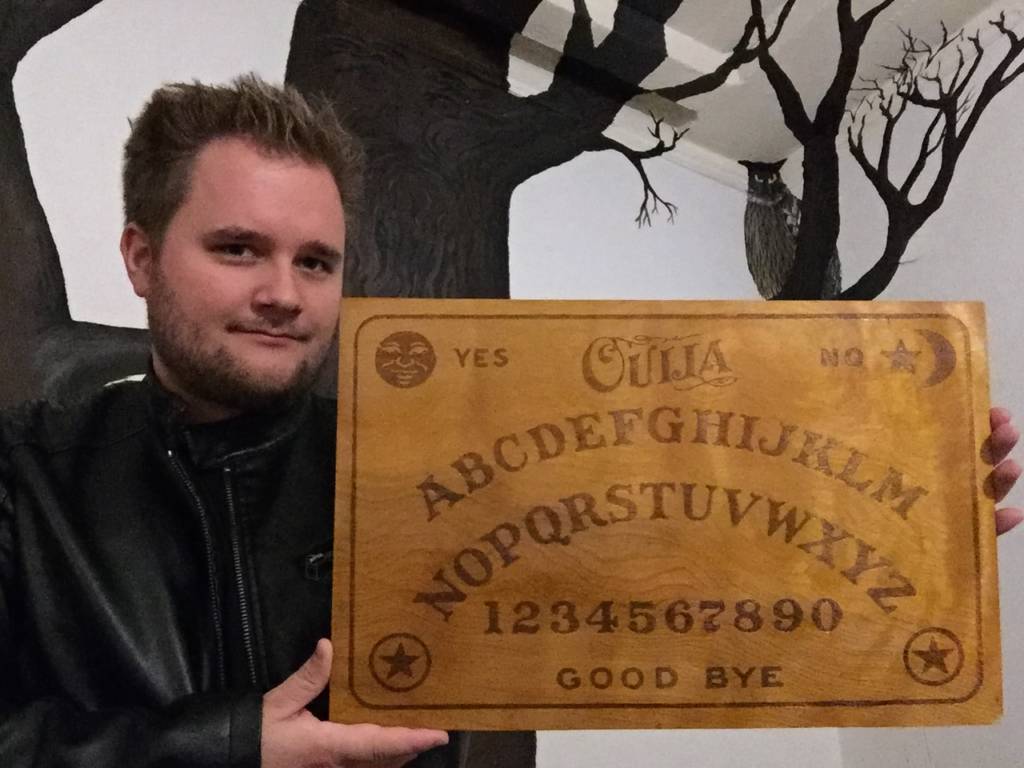 YES OUIJA NO
ABCDEFGHIJKLM
NOPQRSTUVWXYZ
1234567890
GOOD BYE